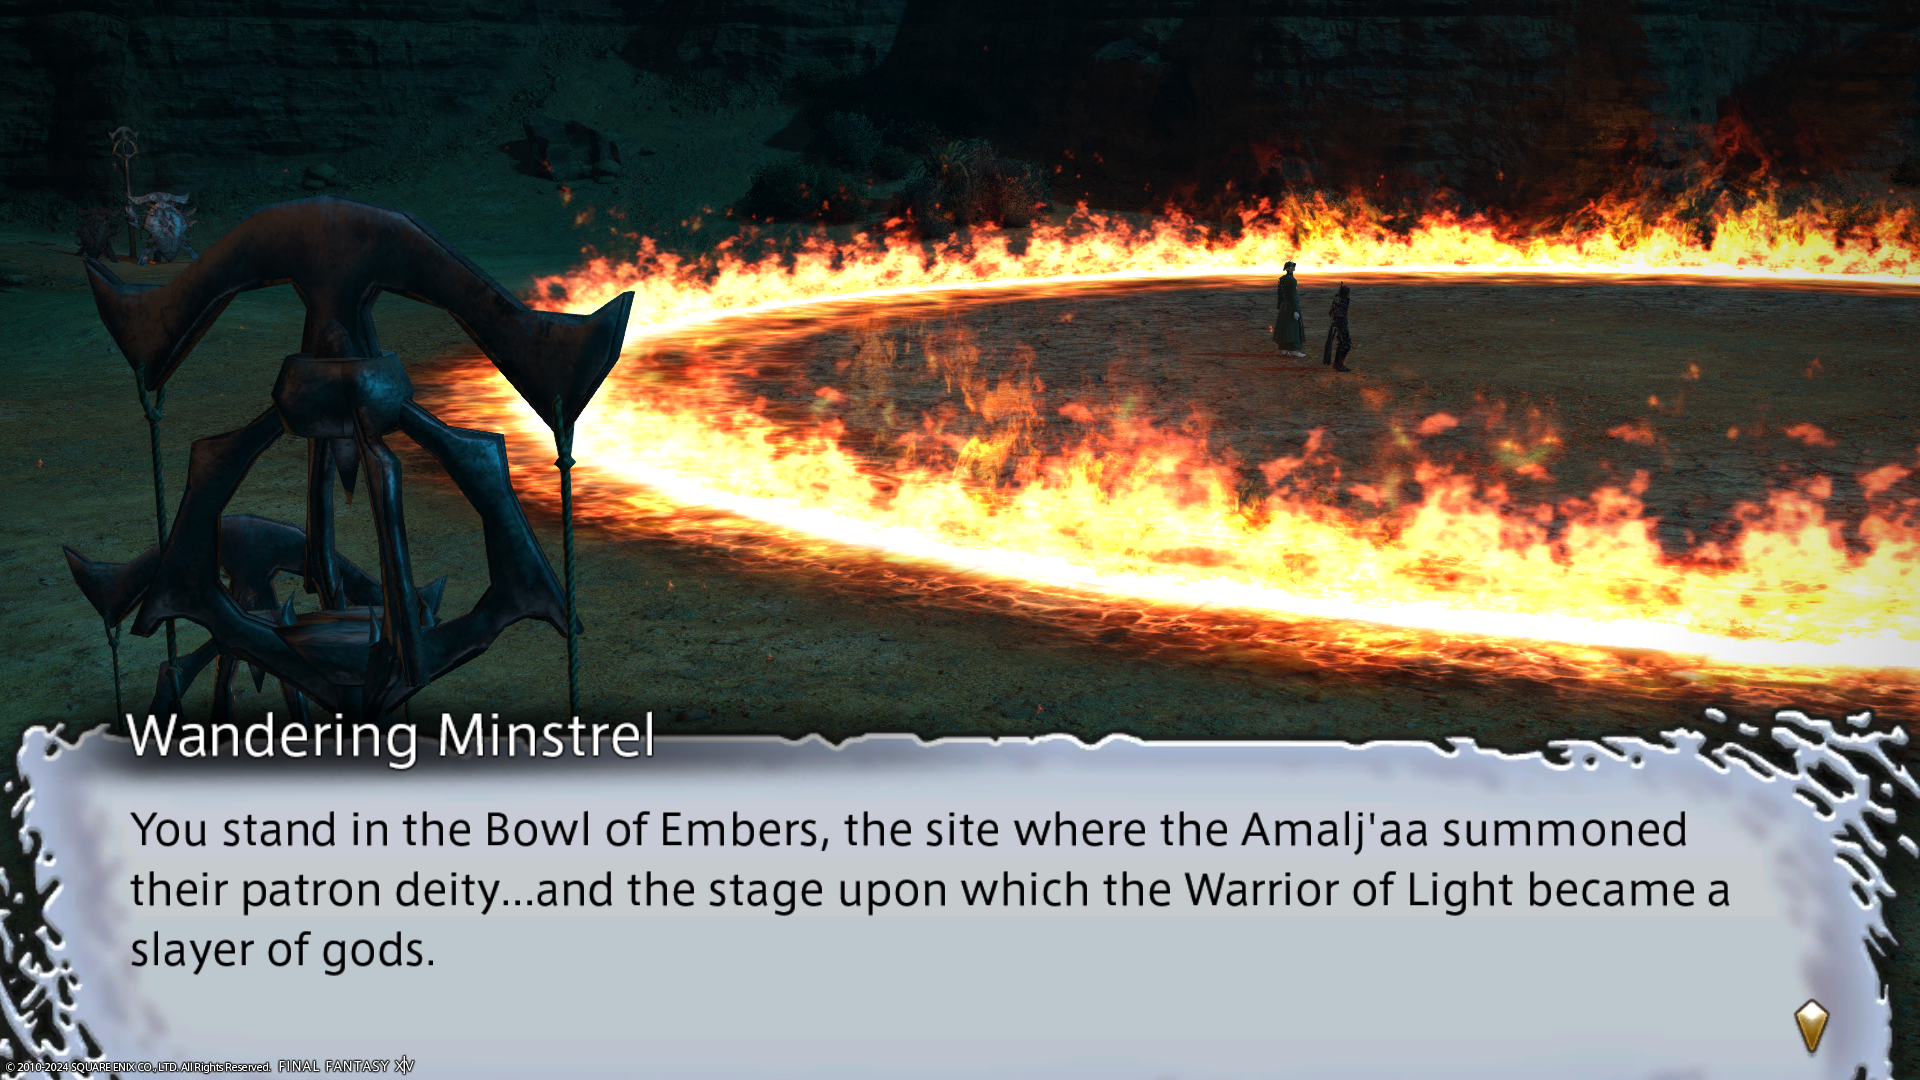 Wandering Minstrel
You stand in the Bowl of Embers, the site where the Amalj'aa summoned
their patron deity...and the stage upon which the Warrior of Light became a
slayer of gods.
© 2010-2024 SQUARE ENIX CO., LTD. All Rights Reserved. FINAL FANTASY XIV